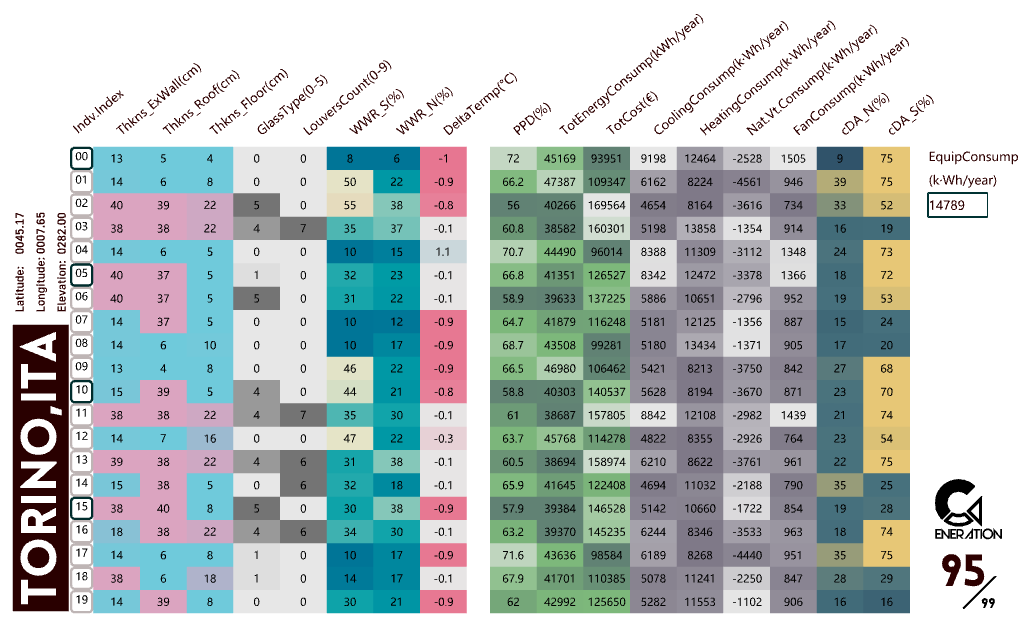 Indv.Index Thkns_ExWall(cm) Thkns_Roof(cm) Thkns_Floor(cm) GlassType(0-5) LouversCount(0-9) WWR_S(%) WWR_N(%) DeltaTermp(°C) PPD(%) TotEnergyConsump(kWh/year) TotCost(€) CoolingConsump(k·Wh/year) HeatingConsump(k·Wh/year) Nat.Vt.Consump(k·Wh/year) FanConsump(k·Wh/year) cDA_N(%) cDA_S(%)
00 13 5 4 0 0 8 6 -1 72 45169 93951 9198 12464 -2528 1505 9 75
01 14 6 8 0 0 50 22 -0.9 66.2 47387 109347 6162 8224 -4561 946 39 75
02 40 39 22 5 0 55 38 -0.8 56 40266 169564 4654 8164 -3616 734 33 52
03 38 38 22 4 7 35 37 -0.1 60.8 38582 160301 5198 13858 -1354 914 16 19
04 14 6 5 0 0 10 15 1.1 70.7 44490 96014 8388 11309 -3112 1348 24 73
05 40 37 5 1 0 32 23 -0.1 66.8 41351 126527 8342 12472 -3378 1366 18 72
06 40 37 5 5 0 31 22 -0.1 58.9 39633 137225 5886 10651 -2796 952 19 53
07 14 37 5 0 0 10 12 -0.9 64.7 41879 116248 5181 12125 -1356 887 15 24
08 14 6 10 0 0 10 17 -0.9 68.7 43508 99281 5180 13434 -1371 905 17 20
09 13 4 8 0 0 46 22 -0.9 66.5 46980 106462 5421 8213 -3750 842 27 68
10 15 39 5 4 0 44 21 -0.8 58.8 40303 140537 5628 8194 -3670 871 23 70
11 38 38 22 4 7 35 30 -0.1 61 38687 157805 8842 12108 -2982 1439 21 74
12 14 7 16 0 0 47 22 -0.3 63.7 45768 114278 4822 8355 -2926 764 23 54
13 39 38 22 4 6 31 38 -0.1 60.5 38694 158974 6210 8622 -3761 961 22 75
14 15 38 5 0 6 32 18 -0.1 65.9 41645 122408 4694 11032 -2188 790 35 25
15 38 40 8 5 0 30 38 -0.9 57.9 39384 146528 5142 10660 -1722 854 19 28
16 18 38 22 4 6 34 30 -0.1 63.2 39370 145235 6244 8346 -3533 963 18 74
17 14 6 8 1 0 10 17 -0.9 71.6 43636 98584 6189 8268 -4440 951 35 75
18 38 6 18 1 0 14 17 -0.1 67.9 41701 110385 5078 11241 -2250 847 28 29
19 14 39 8 0 0 30 21 -0.9 62 42992 125650 5282 11553 -1102 906 16 16
EquipConsump
(k·Wh/year)
14789
Latitude: 0045.17
Longitude: 0007.65
Elevation: 0282.00
TORINO,ITA
ENERATION
95/99